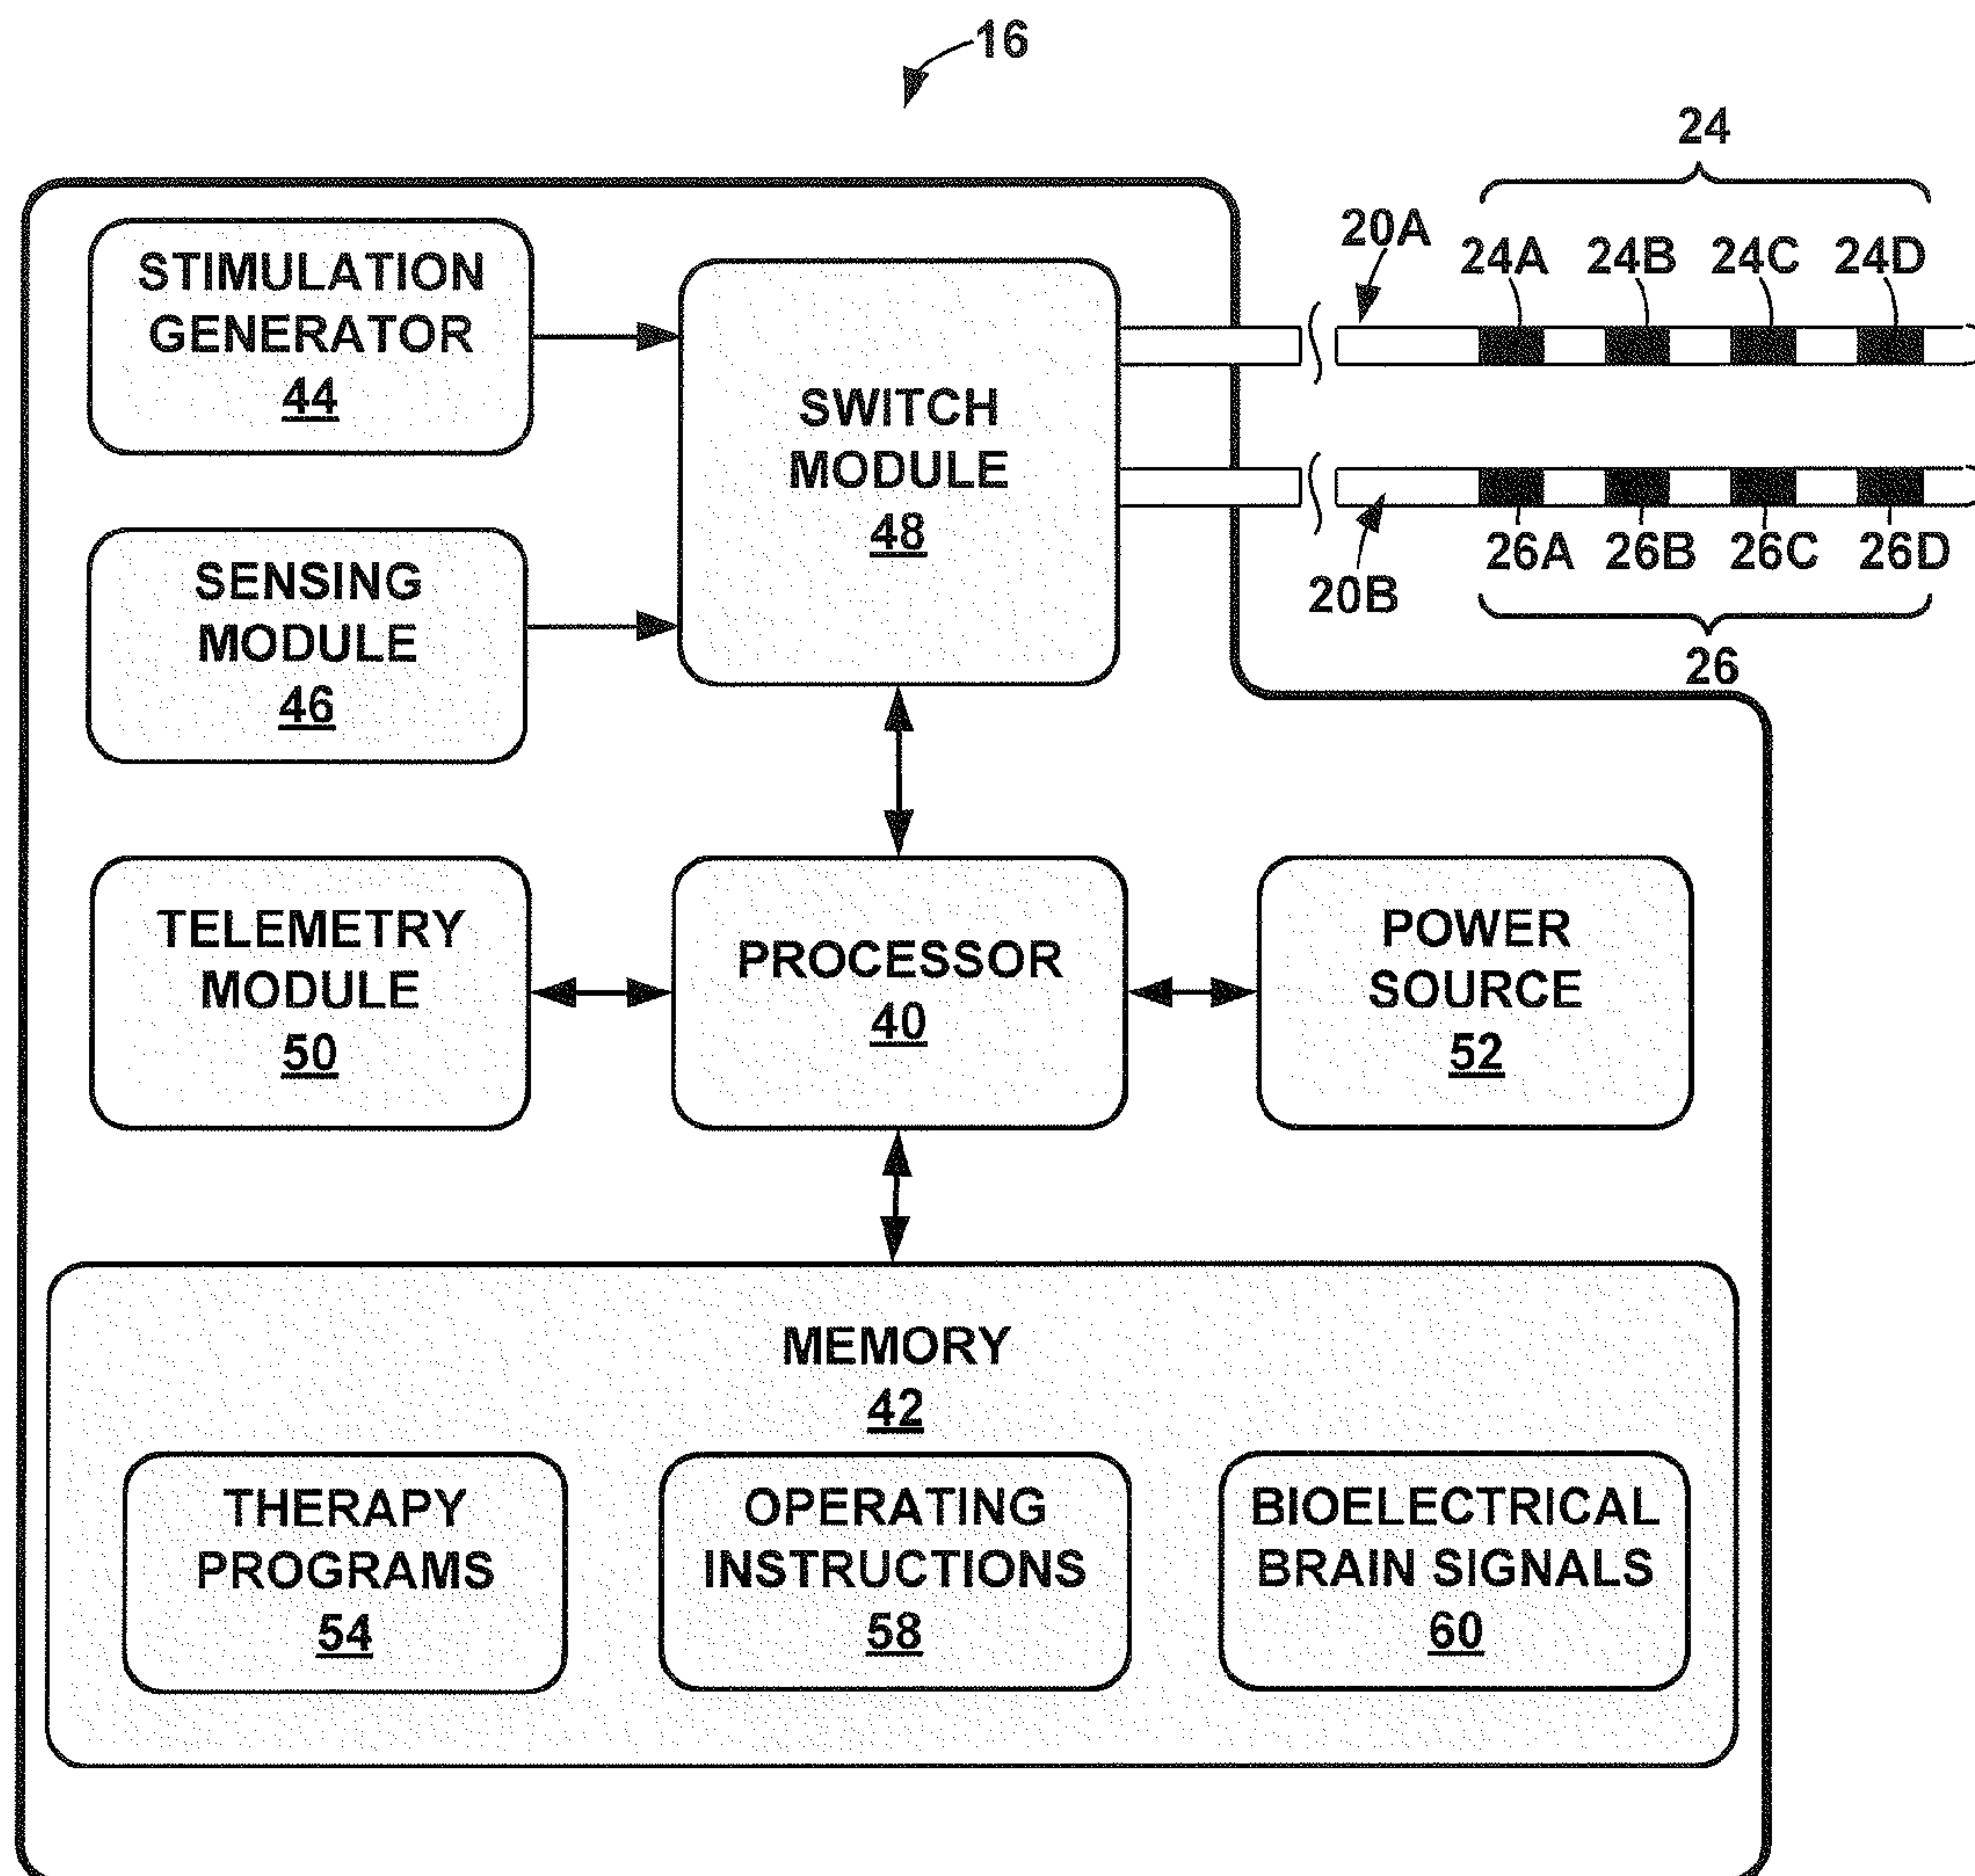 16
24
20A
24A 24B 24C 24D
STIMULATION
GENERATOR
44
SWITCH
MODULE
48
SENSING
MODULE
46
20B
26A 26B 26C 26D
26
TELEMETRY
MODULE
50
PROCESSOR
40
POWER
SOURCE
52
MEMORY
42
THERAPY
PROGRAMS
54
OPERATING
INSTRUCTIONS
58
BIOELECTRICAL
BRAIN SIGNALS
60